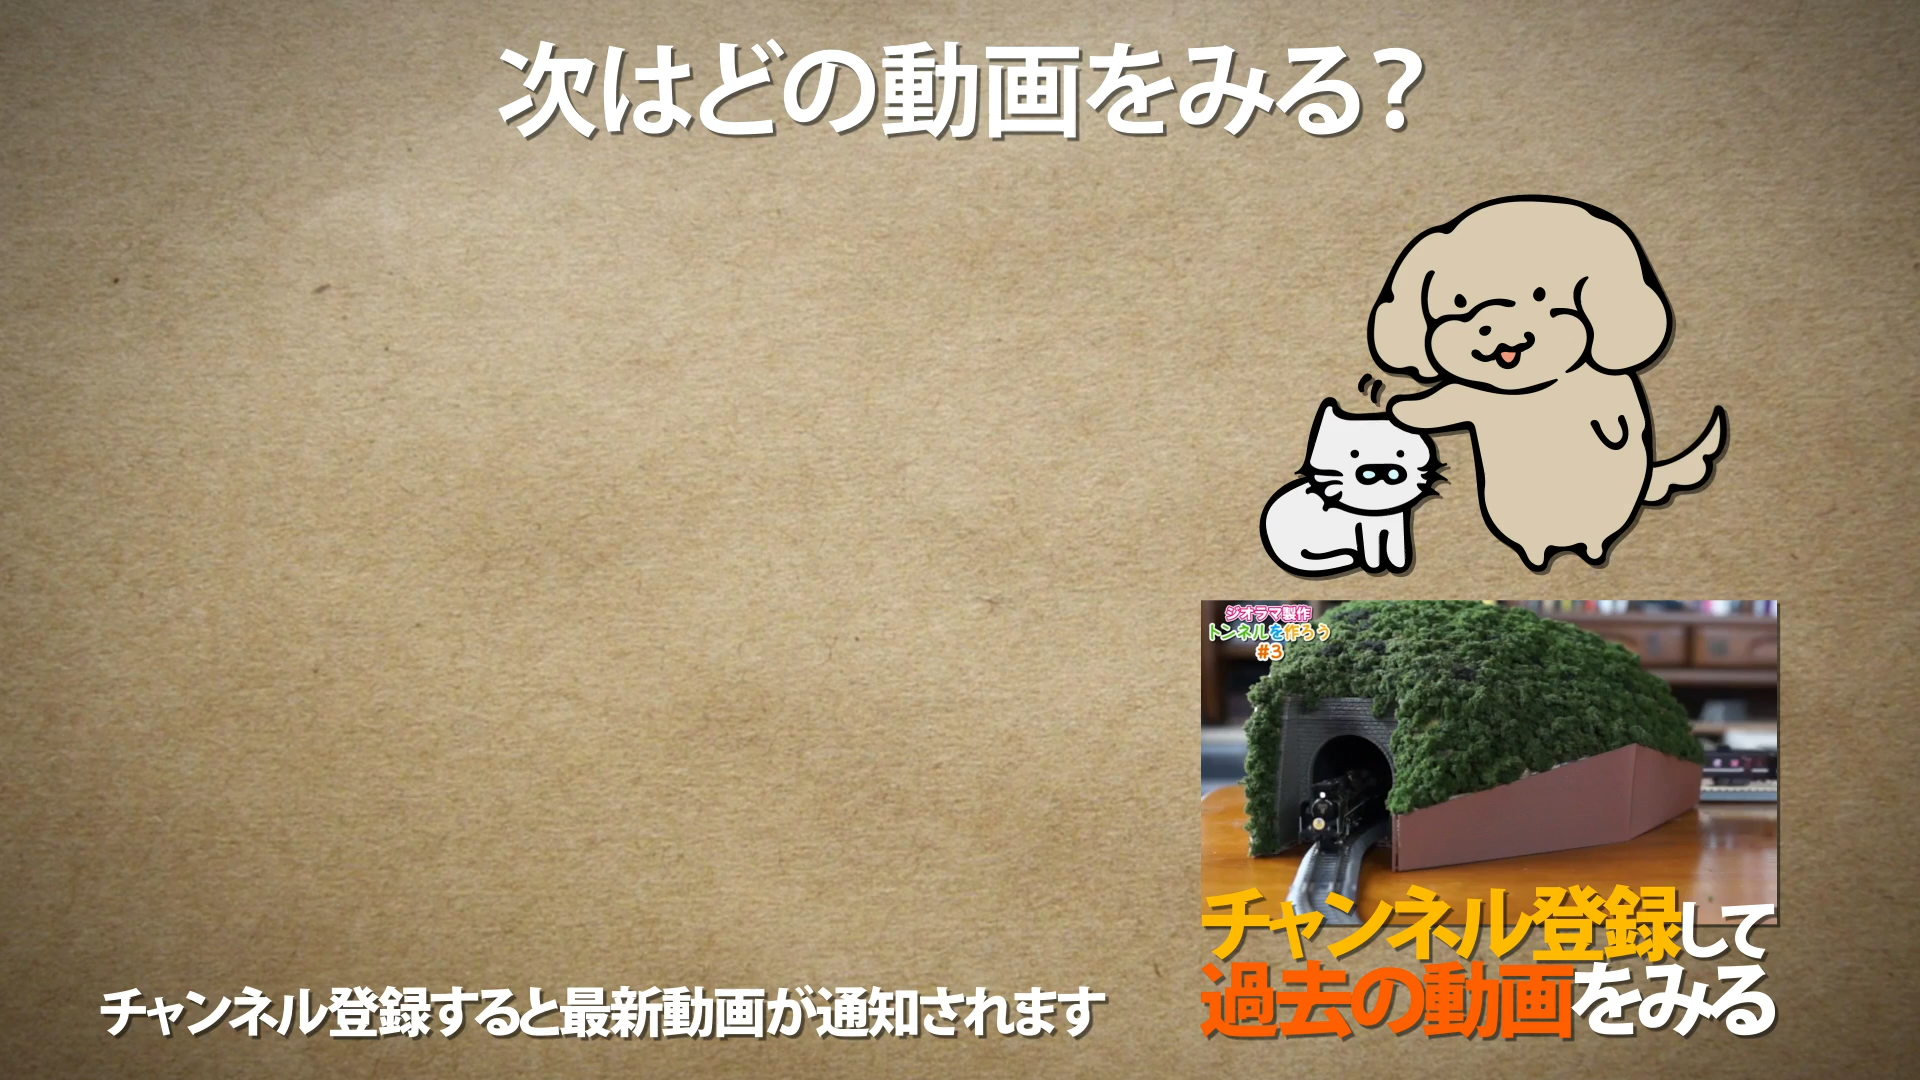 次はどの動画をみる？
ジオラマ製作
トンネルを作ろう
#3
チャンネル登録して
過去の動画をみる
チャンネル登録すると最新動画が通知されます